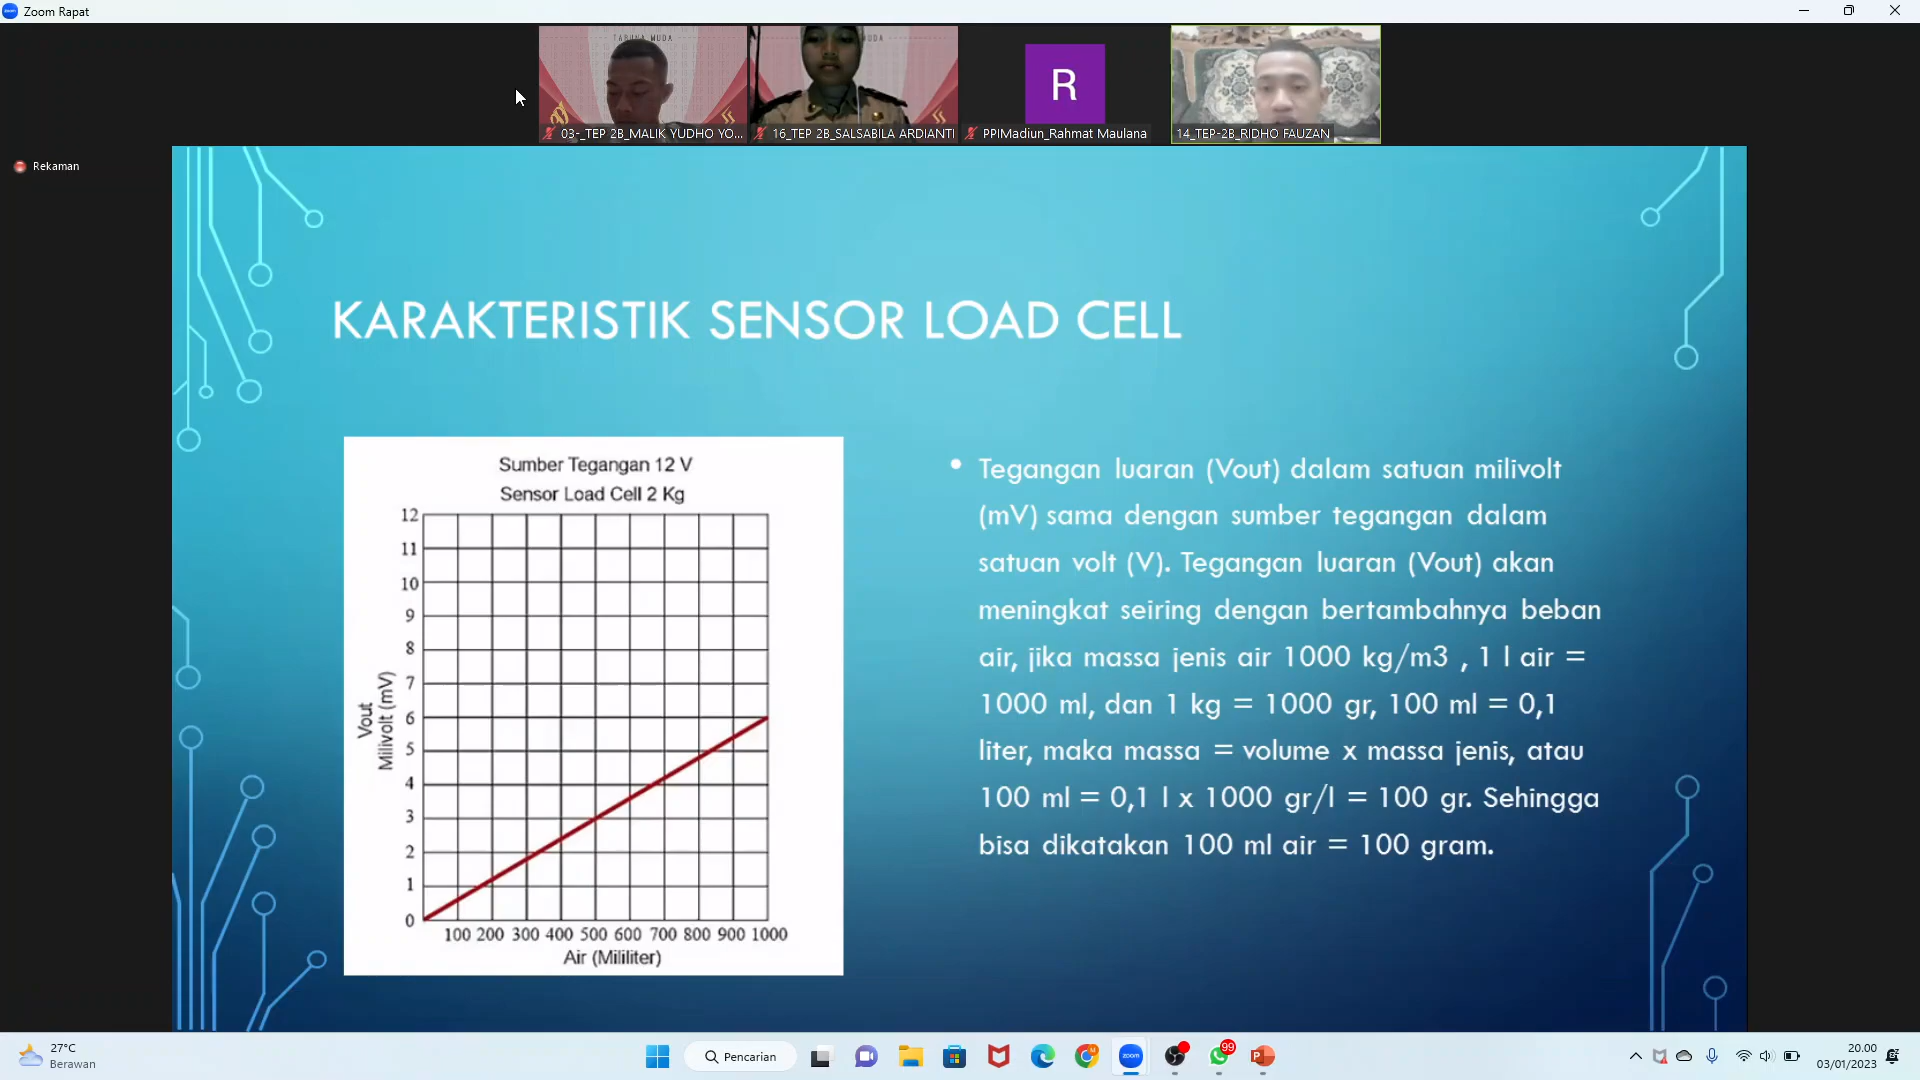 Zoom Rapat
TARUNA MUDA
03-_TEP 2B_MALIK YUDHO YO...
16_TEP 2B_SALSABILA ARDIANTI
R
PPIMadiun_Rahmat Maulana
14_TEP-2B_RIDHO FAUZAN
Rekaman
KARAKTERISTIK SENSOR LOAD CELL
Sumber Tegangan 12 V
Sensor Load Cell 2 Kg
12
11
10
9
8
7
6
5
4
3
2
1
0
Vout
Milivolt (mV)
100 200 300 400 500 600 700 800 900 1000
Air (Mililiter)
• Tegangan luaran (Vout) dalam satuan milivolt
(mV) sama dengan sumber tegangan dalam
satuan volt (V). Tegangan luaran (Vout) akan
meningkat seiring dengan bertambahnya beban
air, jika massa jenis air 1000 kg/m3 , 1 l air =
1000 ml, dan 1 kg = 1000 gr, 100 ml = 0,1
liter, maka massa = volume x massa jenis, atau
100 ml = 0,1 l x 1000 gr/l = 100 gr. Sehingga
bisa dikatakan 100 ml air = 100 gram.
27°C
Berawan
Pencarian
zoom
99
20.00
03/01/2023